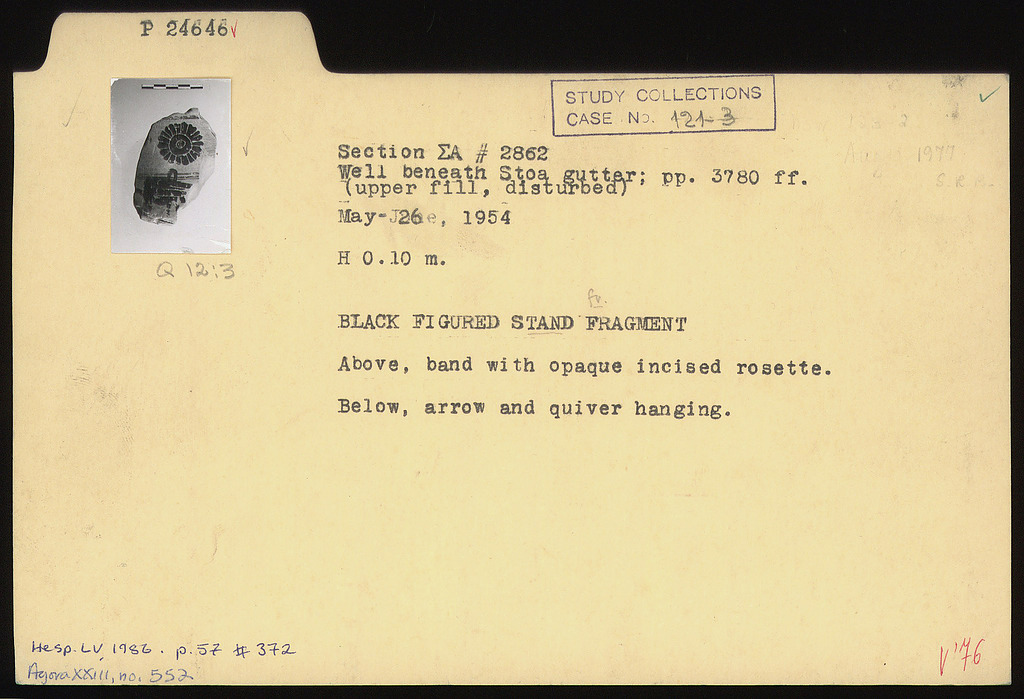 P 24646
STUDY COLLECTIONS
CASE No. 121-3
1977
S.R.R.
Section ΣA # 2862
Well beneath Stoa gutter; pp. 3780 ff.
(upper fill, disturbed)
May 26, 1954
H 0.10 m.
Q 12:3
fr.
BLACK FIGURED STAND FRAGMENT
Above, band with opaque incised rosette.
Below, arrow and quiver hanging.
Hesp. LV, 1986. p. 57 # 372
Agora XXIII, no. 552
V '76